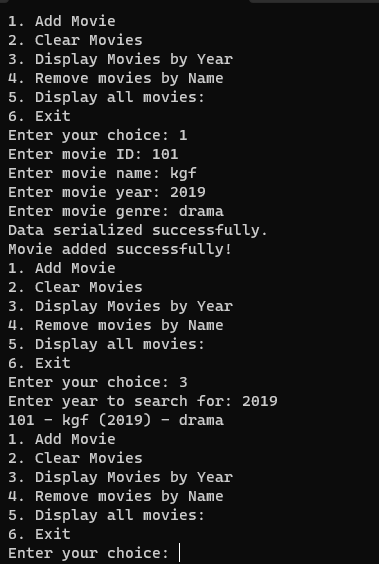 1. Add Movie
2. Clear Movies
3. Display Movies by Year
4. Remove movies by Name
5. Display all movies:
6. Exit
Enter your choice: 1
Enter movie ID: 101
Enter movie name: kgf
Enter movie year: 2019
Enter movie genre: drama
Data serialized successfully.
Movie added successfully!
1. Add Movie
2. Clear Movies
3. Display Movies by Year
4. Remove movies by Name
5. Display all movies:
6. Exit
Enter your choice: 3
Enter year to search for: 2019
101 - kgf (2019) - drama
1. Add Movie
2. Clear Movies
3. Display Movies by Year
4. Remove movies by Name
5. Display all movies:
6. Exit
Enter your choice: